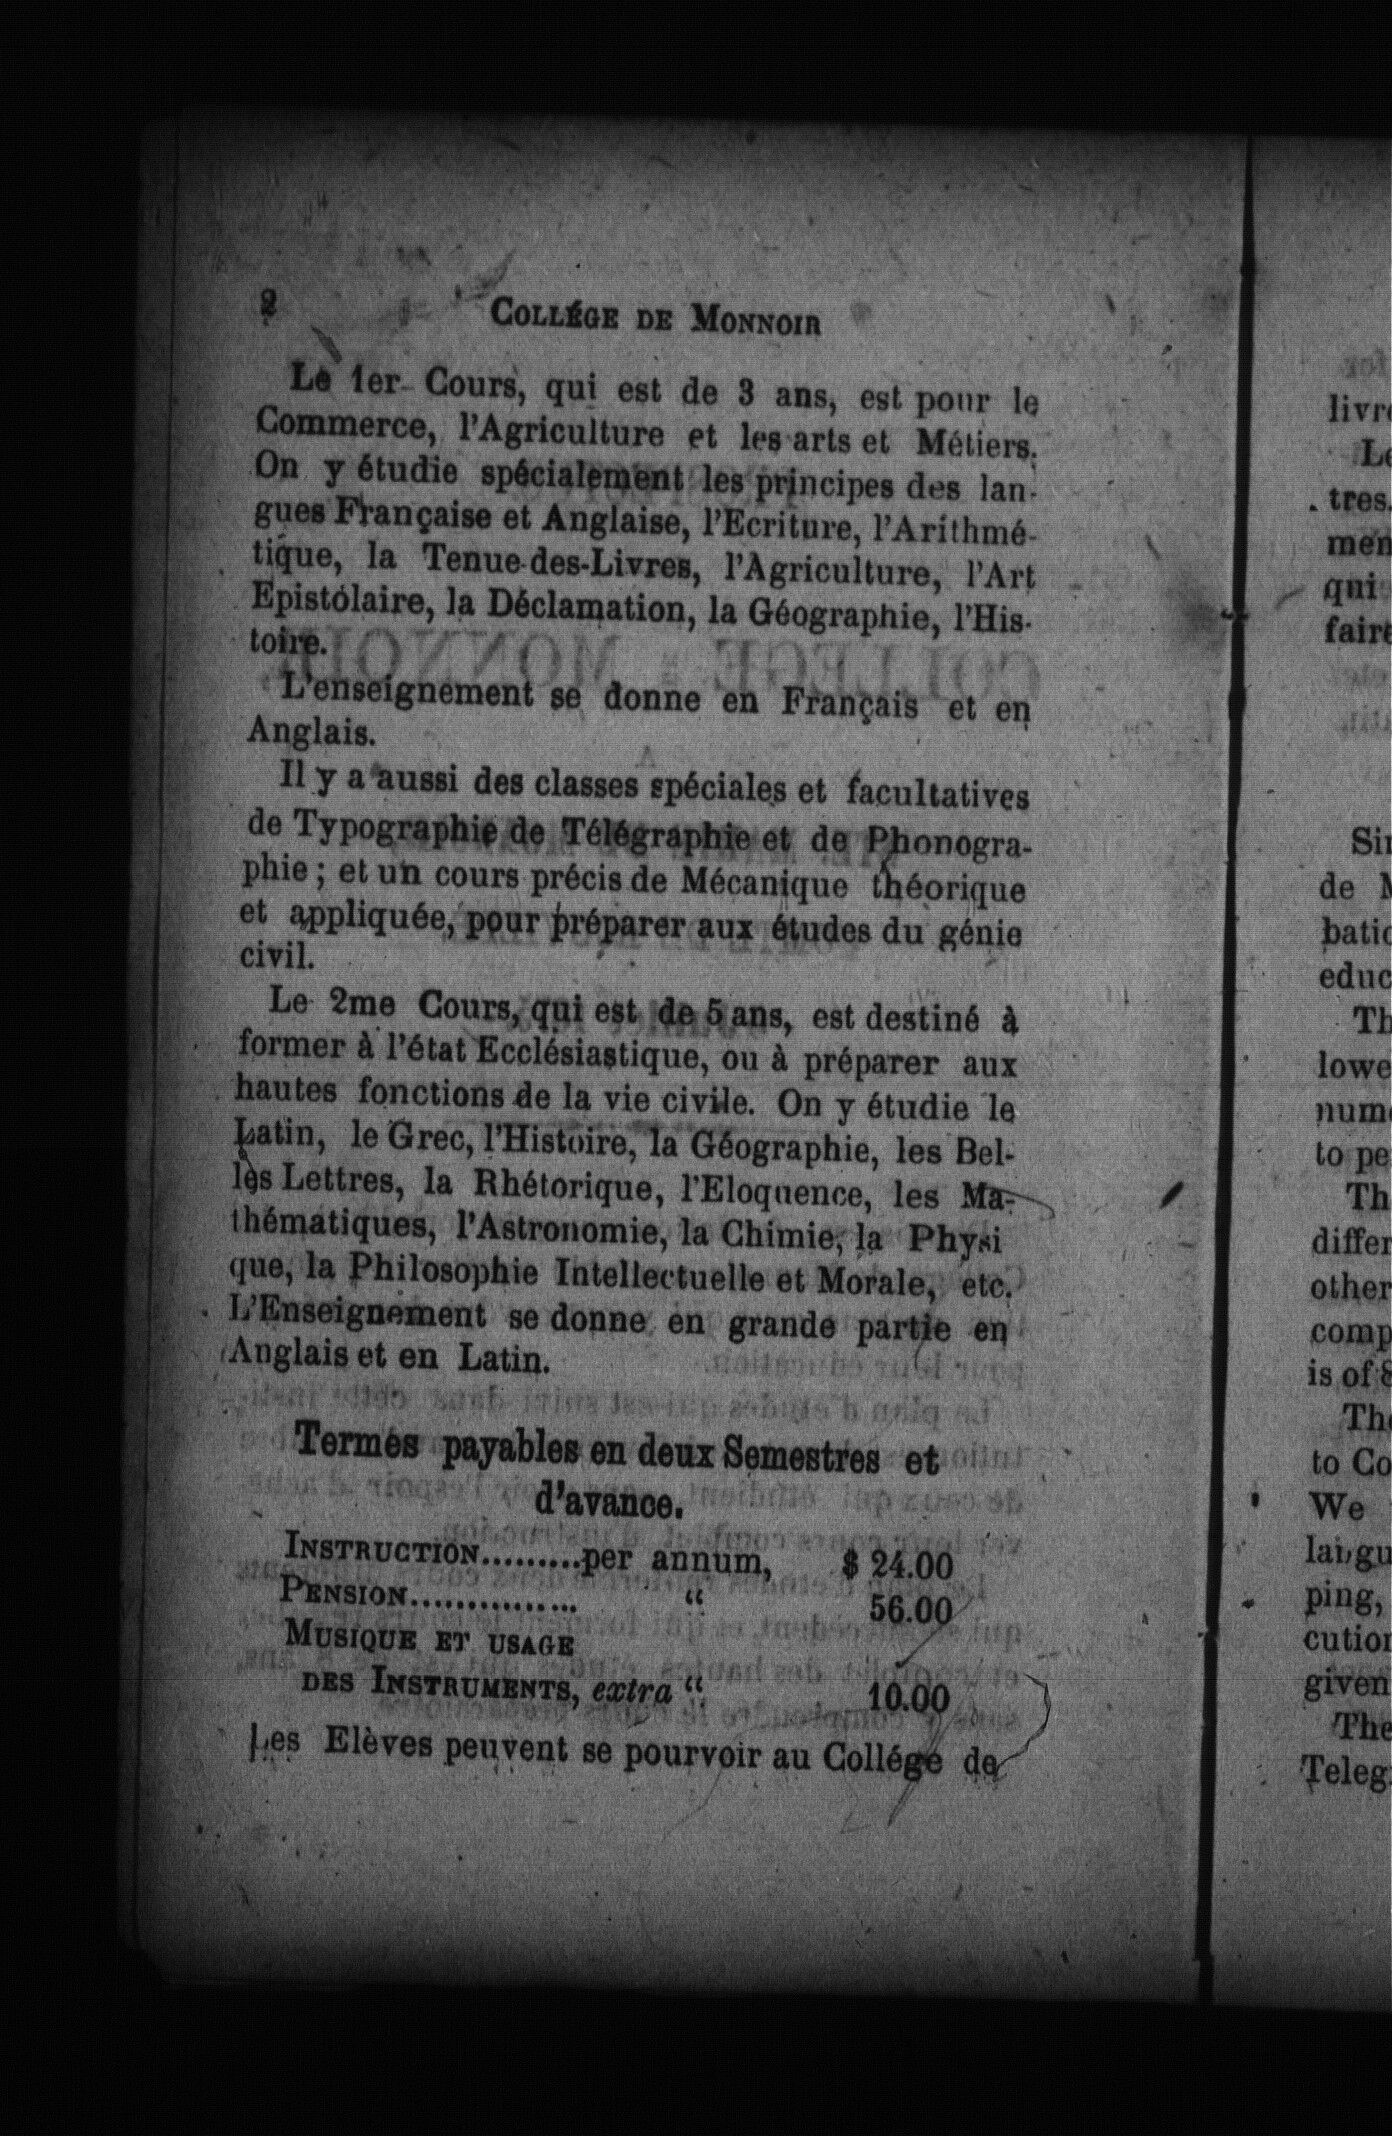 2 COLLÉGE DE MONNOIR
Le 1er Cours, qui est de 3 ans, est pour le
Commerce, l'Agriculture et les arts et Métiers.
On y étudie spécialement les principes des lan-
gues Française et Anglaise, l'Ecriture, l'Arithmé-
tique, la Tenue-des-Livres, l'Agriculture, l'Art
Epistolaire, la Déclamation, la Géographie, l'His-
toire.
L'enseignement se donne en Français et en
Anglais.
Il y a aussi des classes spéciales et facultatives
de Typographie de Télégraphie et de Phonogra-
phie ; et un cours précis de Mécanique théorique
et appliquée, pour préparer aux études du génie
civil.
Le 2me Cours, qui est de 5 ans, est destiné à
former à l'état Ecclésiastique, ou à préparer aux
hautes fonctions de la vie civile. On y étudie le
Latin, le Grec, l'Histoire, la Géographie, les Bel-
les Lettres, la Rhétorique, l'Eloquence, les Ma-
thématiques, l'Astronomie, la Chimie, la Physi
que, la Philosophie Intellectuelle et Morale, etc.
L'Enseignement se donne en grande partie en
Anglais et en Latin.
Termes payables en deux Semestres et
d'avance.
INSTRUCTION.........per annum, $ 24.00
PENSION............... “ 56.00
MUSIQUE ET USAGE
DES INSTRUMENTS, extra “ 10.00
Les Elèves peuvent se pourvoir au Collége de
livre
Le
tres.
men
qui
faire
Sin
de M
batio
educ
Th
lowe
nume
to pe
Th
differ
other
comp
is of 8
The
to Co
We
langu
ping,
cution
given
The
Telegr